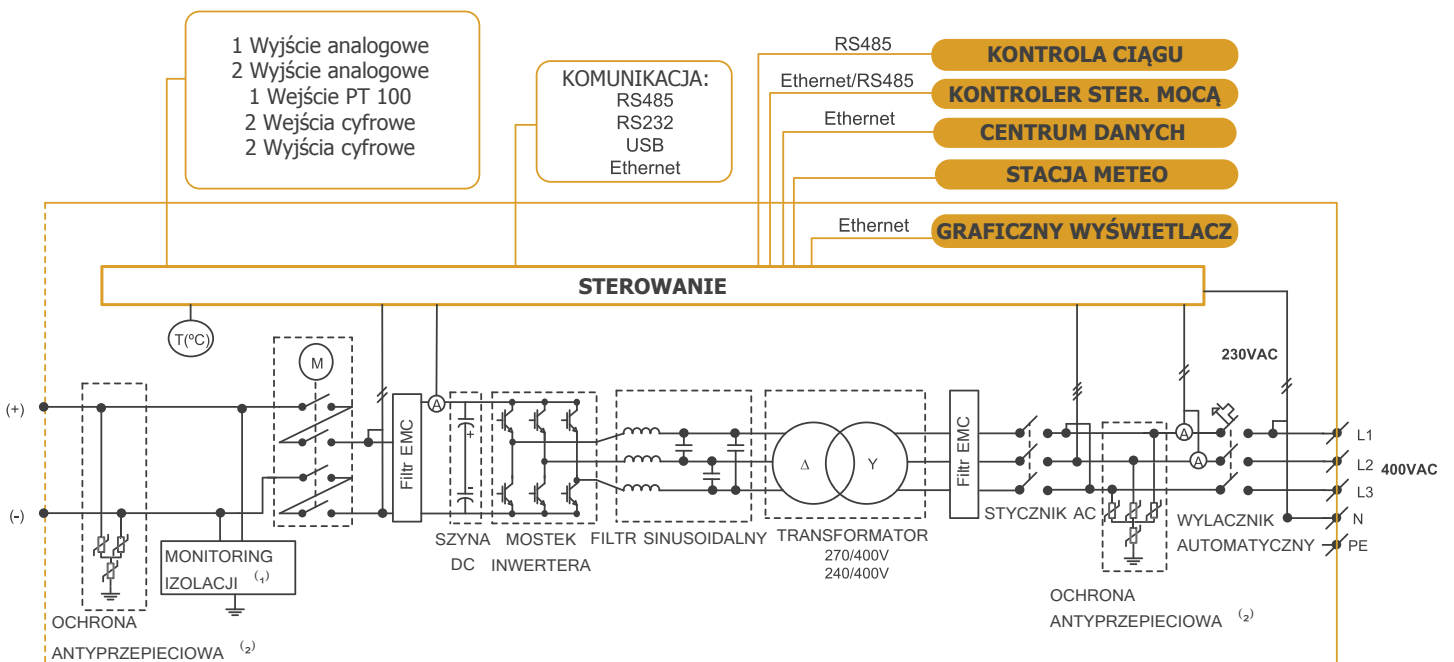 1 Wyjście analogowe
2 Wyjście analogowe
1 Wejście PT 100
2 Wejścia cyfrowe
2 Wyjścia cyfrowe
KOMUNIKACJA:
RS485
RS232
USB
Ethernet
RS485
KONTROLA CIĄGU
Ethernet/RS485
KONTROLER STER. MOCĄ
Ethernet
CENTRUM DANYCH
STACJA METEO
Ethernet
GRAFICZNY WYŚWIETLACZ
STEROWANIE
T(ºC)
M
230VAC
(+)
A
Filtr EMC
+
-
Δ
Y
Filtr EMC
A
A
L1
L2
400VAC
L3
N
PE
(-)
SZYNA
DC
MOSTEK
INWERTERA
FILTR SINUSOIDALNY
TRANSFORMATOR
270/400V
240/400V
STYCZNIK AC
WYLACZNIK
AUTOMATYCZNY
MONITORING
IZOLACJI (1)
OCHRONA
ANTYPRZEPIECIOWA (2)
OCHRONA
ANTYPRZEPIECIOWA (2)